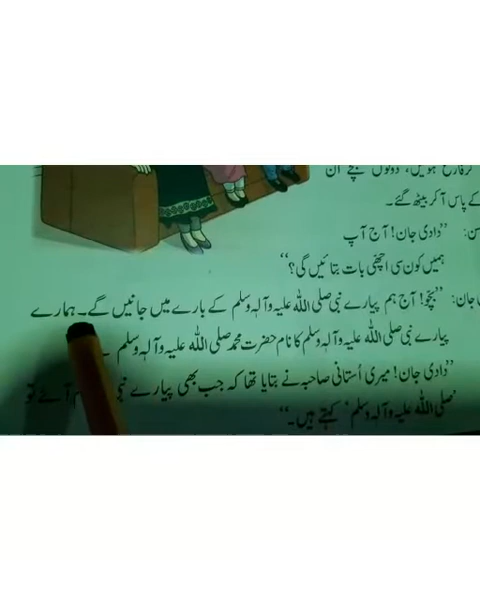 فارغ ہوئیں، دونوں بچے ان
کے پاس آ کر بیٹھ گئے۔
"دادی جان! آج آپ
ہمیں کون سی اچھی بات بتائیں گی؟"
جان: "بچّو! آج ہم پیارے نبی صلی اللہ علیہ وآلہٖ وسلم کے بارے میں جانیں گے۔ ہمارے
پیارے نبی صلی اللہ علیہ وآلہٖ وسلم کا نام حضرت محمد صلی اللہ علیہ وآلہٖ وسلم
"دادی جان! میری اُستانی صاحبہ نے بتایا تھا کہ جب بھی پیارے آئے تو
'صلی اللہ علیہ وآلہٖ وسلم' کہتے ہیں۔"